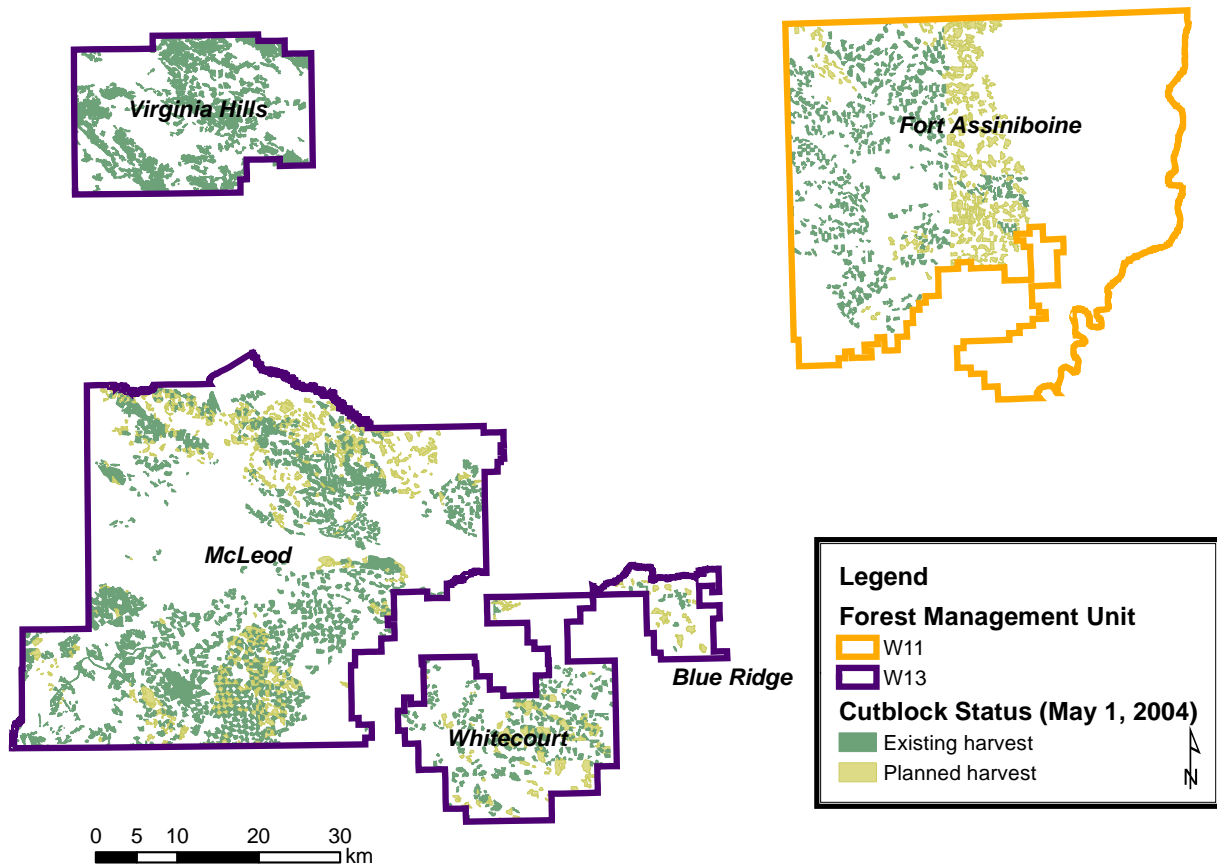 Virginia Hills
Fort Assiniboine
McLeod
Blue Ridge
Whitecourt
Legend
Forest Management Unit
W11
W13
Cutblock Status (May 1, 2004)
Existing harvest
Planned harvest
N
0 5 10 20 30
km